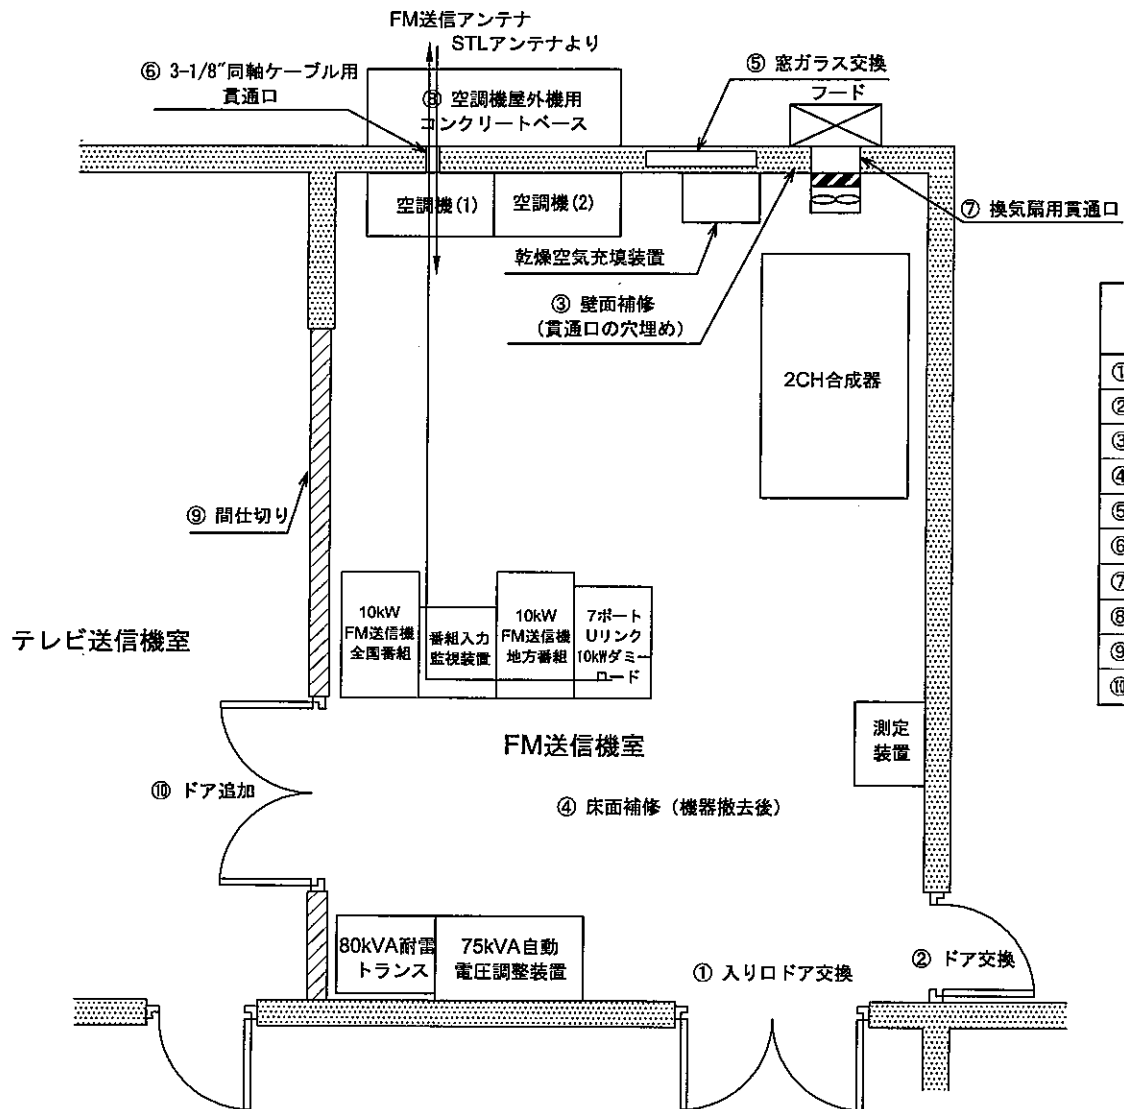 FM送信アンテナ
STLアンテナより
⑥ 3-1/8″同軸ケーブル用
貫通口
⑧ 空調機屋外機用
コンクリートベース
⑤ 窓ガラス交換
フード
空調機(1)
空調機(2)
⑦ 換気扇用貫通口
乾燥空気充填装置
③ 壁面補修
(貫通口の穴埋め)
2CH合成器
⑨ 間仕切り
テレビ送信機室
10kW
FM送信機
全国番組
番組入力
監視装置
10kW
FM送信機
地方番組
7ポート
Uリンク
10kWダミー
ロード
FM送信機室
測定
装置
⑩ ドア追加
④ 床面補修（機器撤去後）
80kVA耐雷
トランス
75kVA自動
電圧調整装置
① 入り口ドア交換
② ドア交換
①
②
③
④
⑤
⑥
⑦
⑧
⑨
⑩